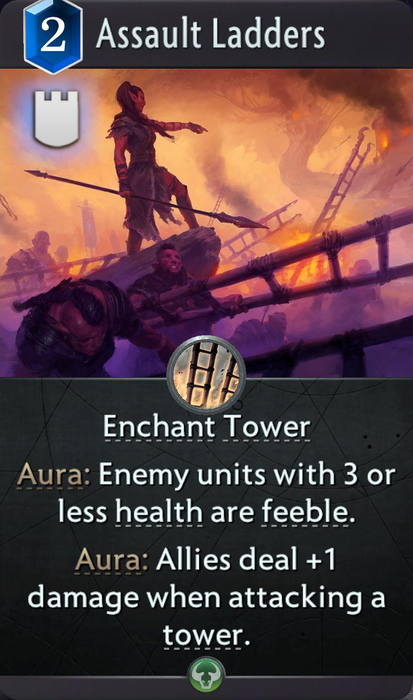 2 Assault Ladders
Enchant Tower
Aura: Enemy units with 3 or
less health are feeble.
Aura: Allies deal +1
damage when attacking a
tower.